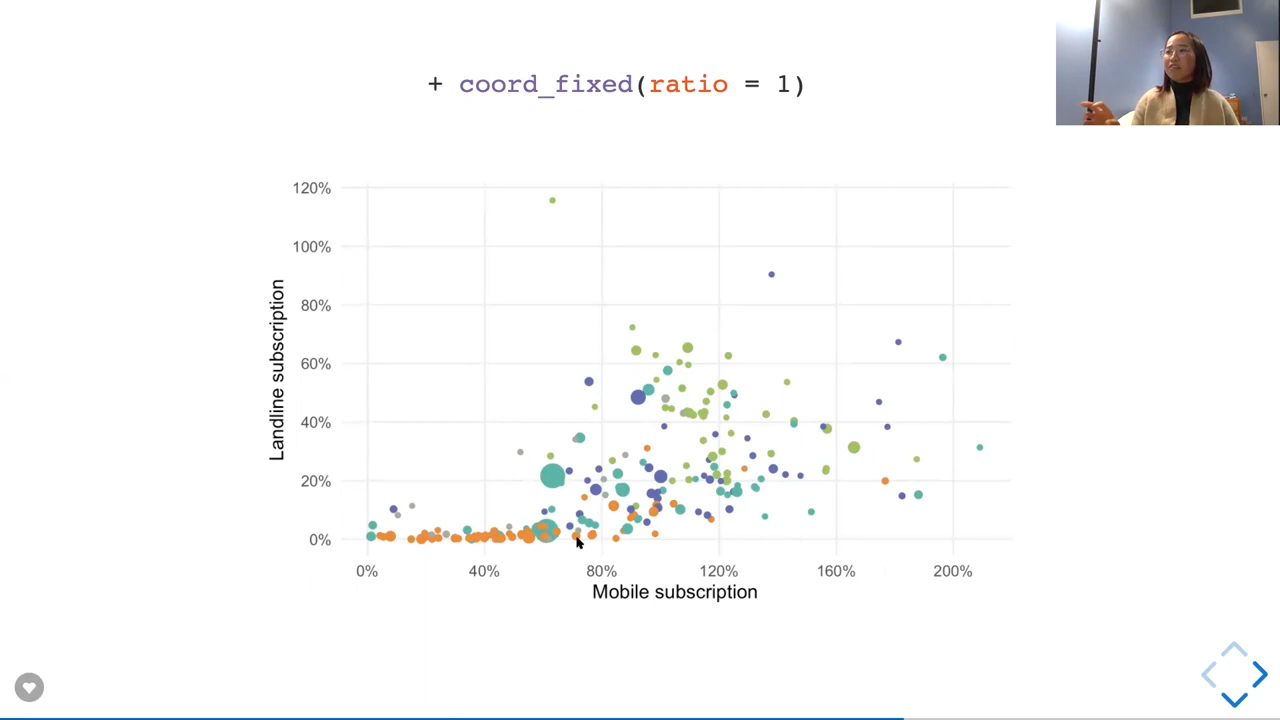 + coord_fixed(ratio = 1)
120%
100%
80%
60%
40%
20%
0%
Landline subscription
0% 40% 80% 120% 160% 200%
Mobile subscription